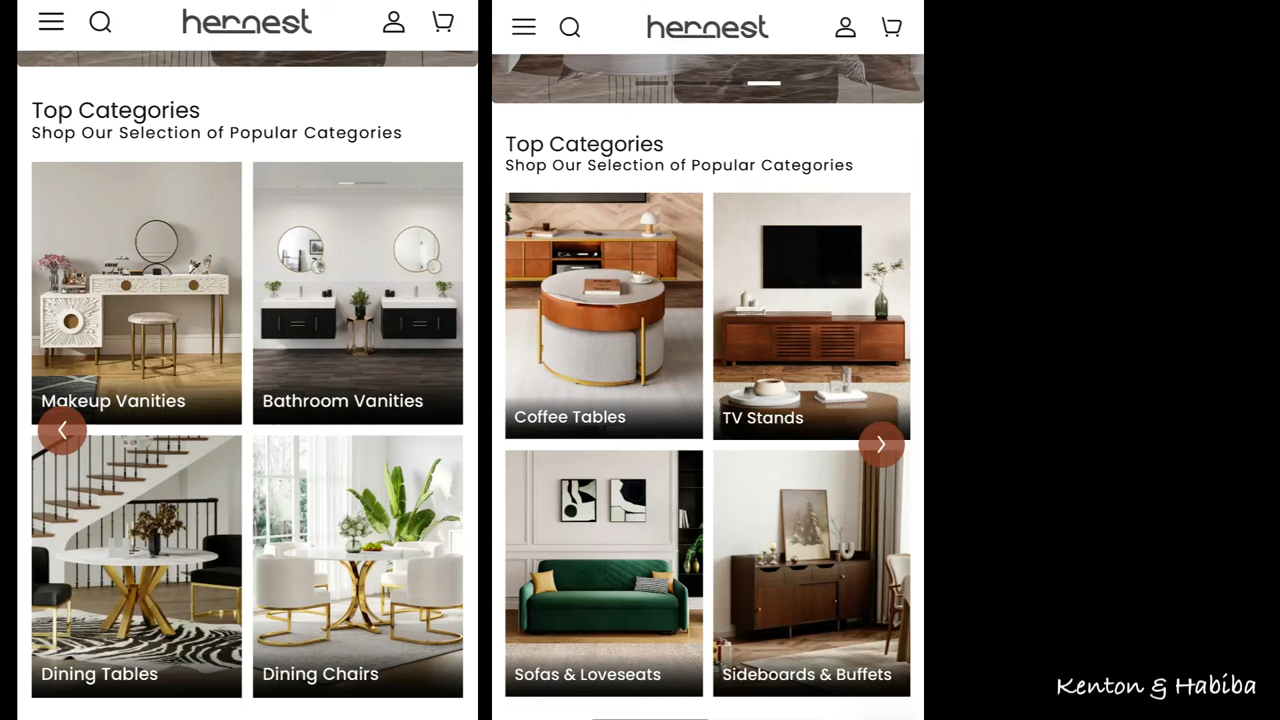 hernest
Top Categories
Shop Our Selection of Popular Categories
Makeup Vanities
Bathroom Vanities
Dining Tables
Dining Chairs
hernest
Top Categories
Shop Our Selection of Popular Categories
Coffee Tables
TV Stands
Sofas & Loveseats
Sideboards & Buffets
Kenton & Habiba